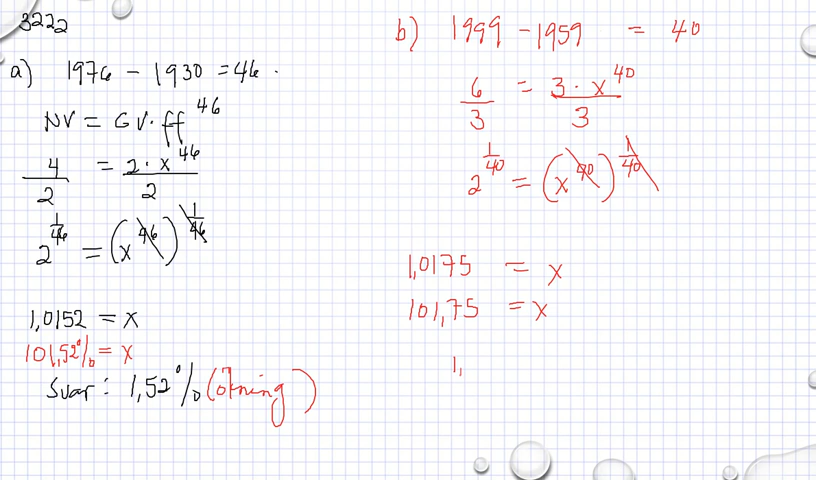 3222
a) 1976 - 1930 = 46.
NV = GV · ff^46
4/2 = 2 · x^46/2
2^1/46 = (x^46)^1/46
1,0152 = x
101,52% = x
Svar: 1,52% (økning)
b) 1999 - 1959 = 40
6/3 = 3 · x^40/3
2^1/40 = (x^40)^1/40
1,0175 = x
101,75 = x
1,